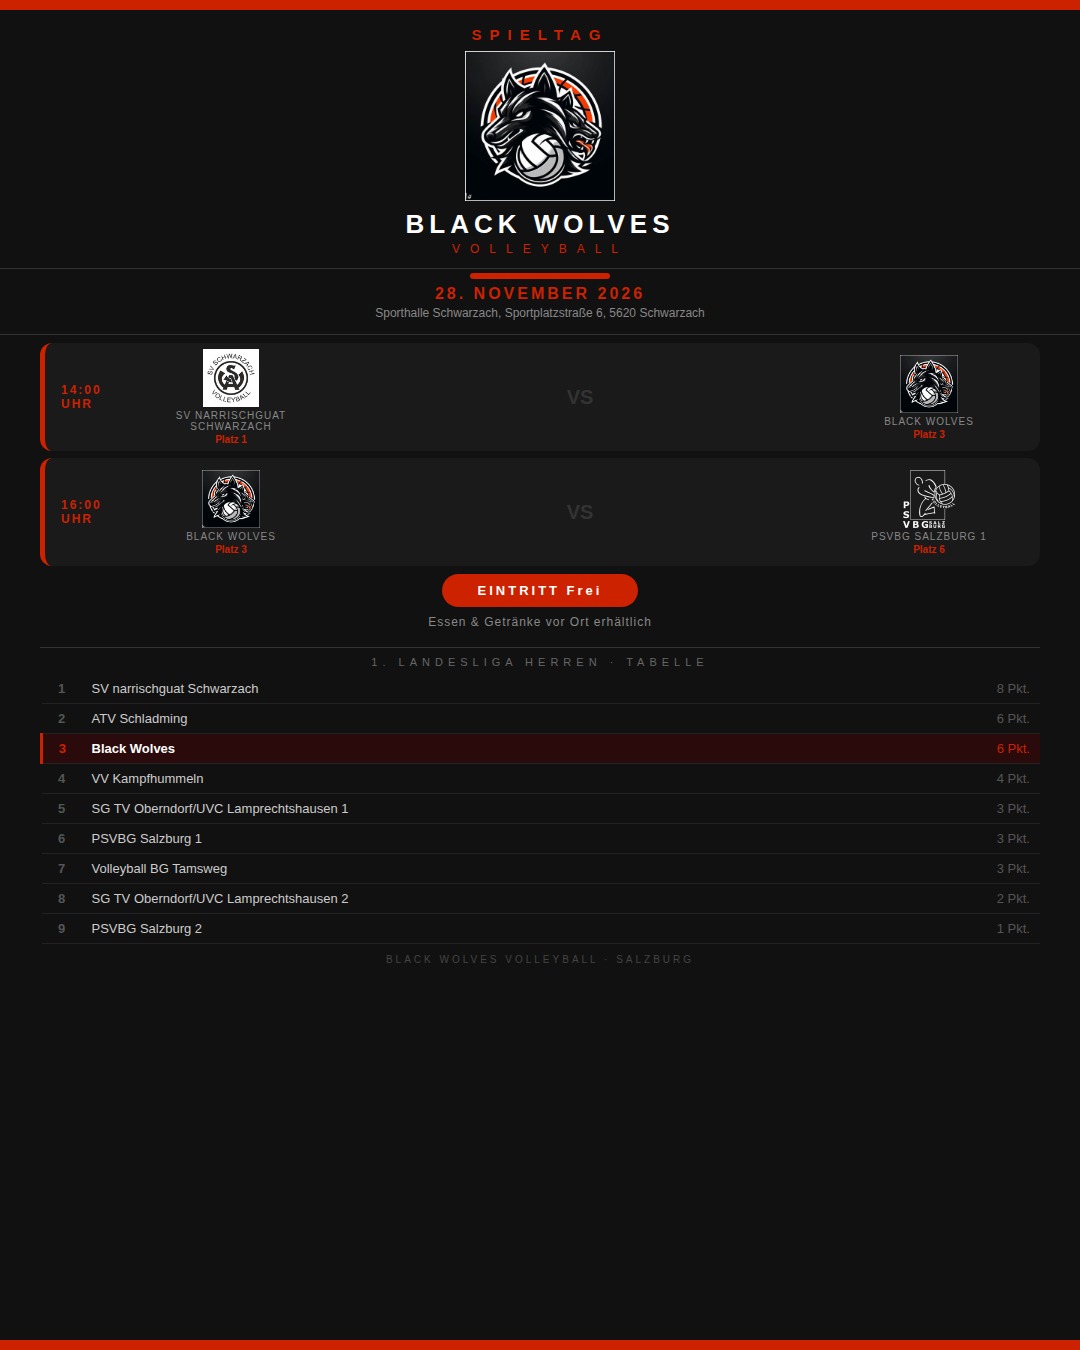 SPIELTAG
BLACK WOLVES
VOLLEYBALL
28. NOVEMBER 2026
Sporthalle Schwarzach, Sportplatzstraße 6, 5620 Schwarzach
14:00
UHR
SV SCHWARZACH
VOLLEYBALL
SV NARRISCHGUAT
SCHWARZACH
Platz 1
VS
BLACK WOLVES
Platz 3
16:00
UHR
BLACK WOLVES
Platz 3
VS
P
S
VBG SALZ
BURG
PSVBG SALZBURG 1
Platz 6
EINTRITT Frei
Essen & Getränke vor Ort erhältlich
1. LANDESLIGA HERREN · TABELLE
1 SV narrischguat Schwarzach 8 Pkt.
2 ATV Schladming 6 Pkt.
3 Black Wolves 6 Pkt.
4 VV Kampfhummeln 4 Pkt.
5 SG TV Oberndorf/UVC Lamprechtshausen 1 3 Pkt.
6 PSVBG Salzburg 1 3 Pkt.
7 Volleyball BG Tamsweg 3 Pkt.
8 SG TV Oberndorf/UVC Lamprechtshausen 2 2 Pkt.
9 PSVBG Salzburg 2 1 Pkt.
BLACK WOLVES VOLLEYBALL · SALZBURG